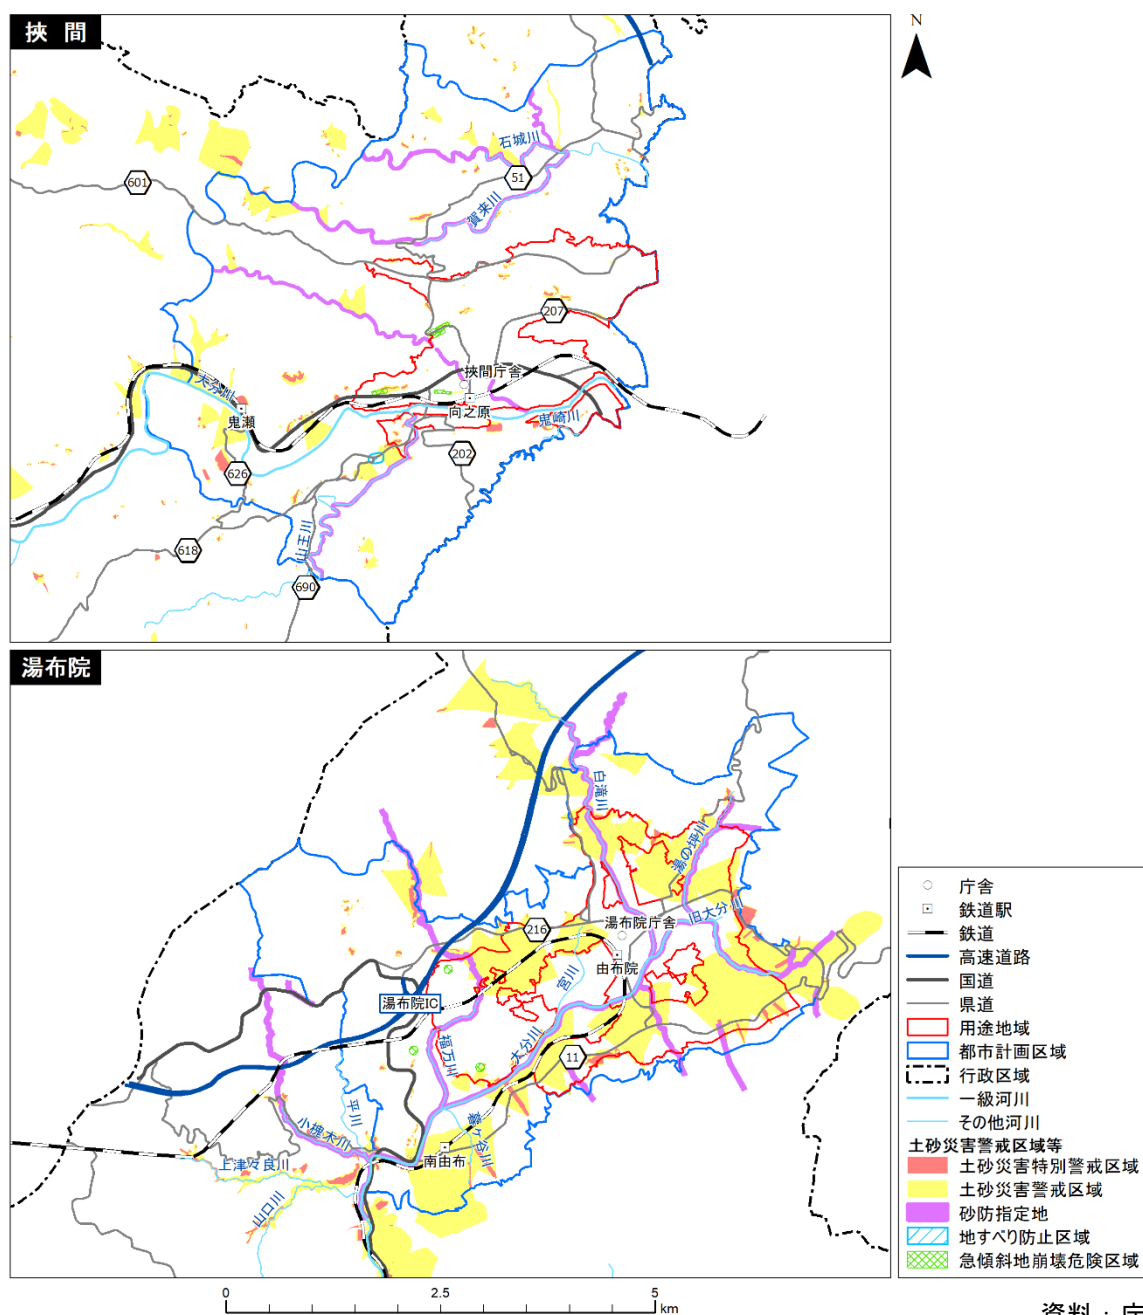 挾 間
N
石城川
51
601
賀来川
207
挾間庁舎
大分川
鬼瀬
向之原
鬼崎川
202
626
山王川
618
690
湯布院
白滝川
湯の坪川
旧大分川
湯布院庁舎
216
由布院
宮川
湯布院IC
大分川
福万川
11
平川
小挽木川
南由布
上津々良川
山口川
庁舎
鉄道駅
鉄道
高速道路
国道
県道
用途地域
都市計画区域
行政区域
一級河川
その他河川
土砂災害警戒区域等
土砂災害特別警戒区域
土砂災害警戒区域
砂防指定地
地すべり防止区域
急傾斜地崩壊危険区域
0 2.5 5
km
資料：